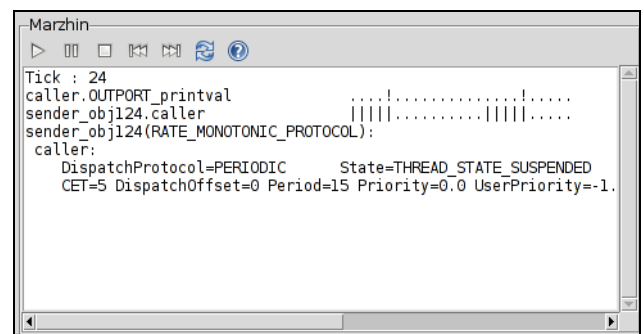 Marzhin
Tick : 24
caller.OUTPORT_printval ....!..............!.....
sender_obj124.caller |||||..........|||||.....
sender_obj124(RATE_MONOTONIC_PROTOCOL):
caller:
DispatchProtocol=PERIODIC State=THREAD_STATE_SUSPENDED
CET=5 DispatchOffset=0 Period=15 Priority=0.0 UserPriority=-1.